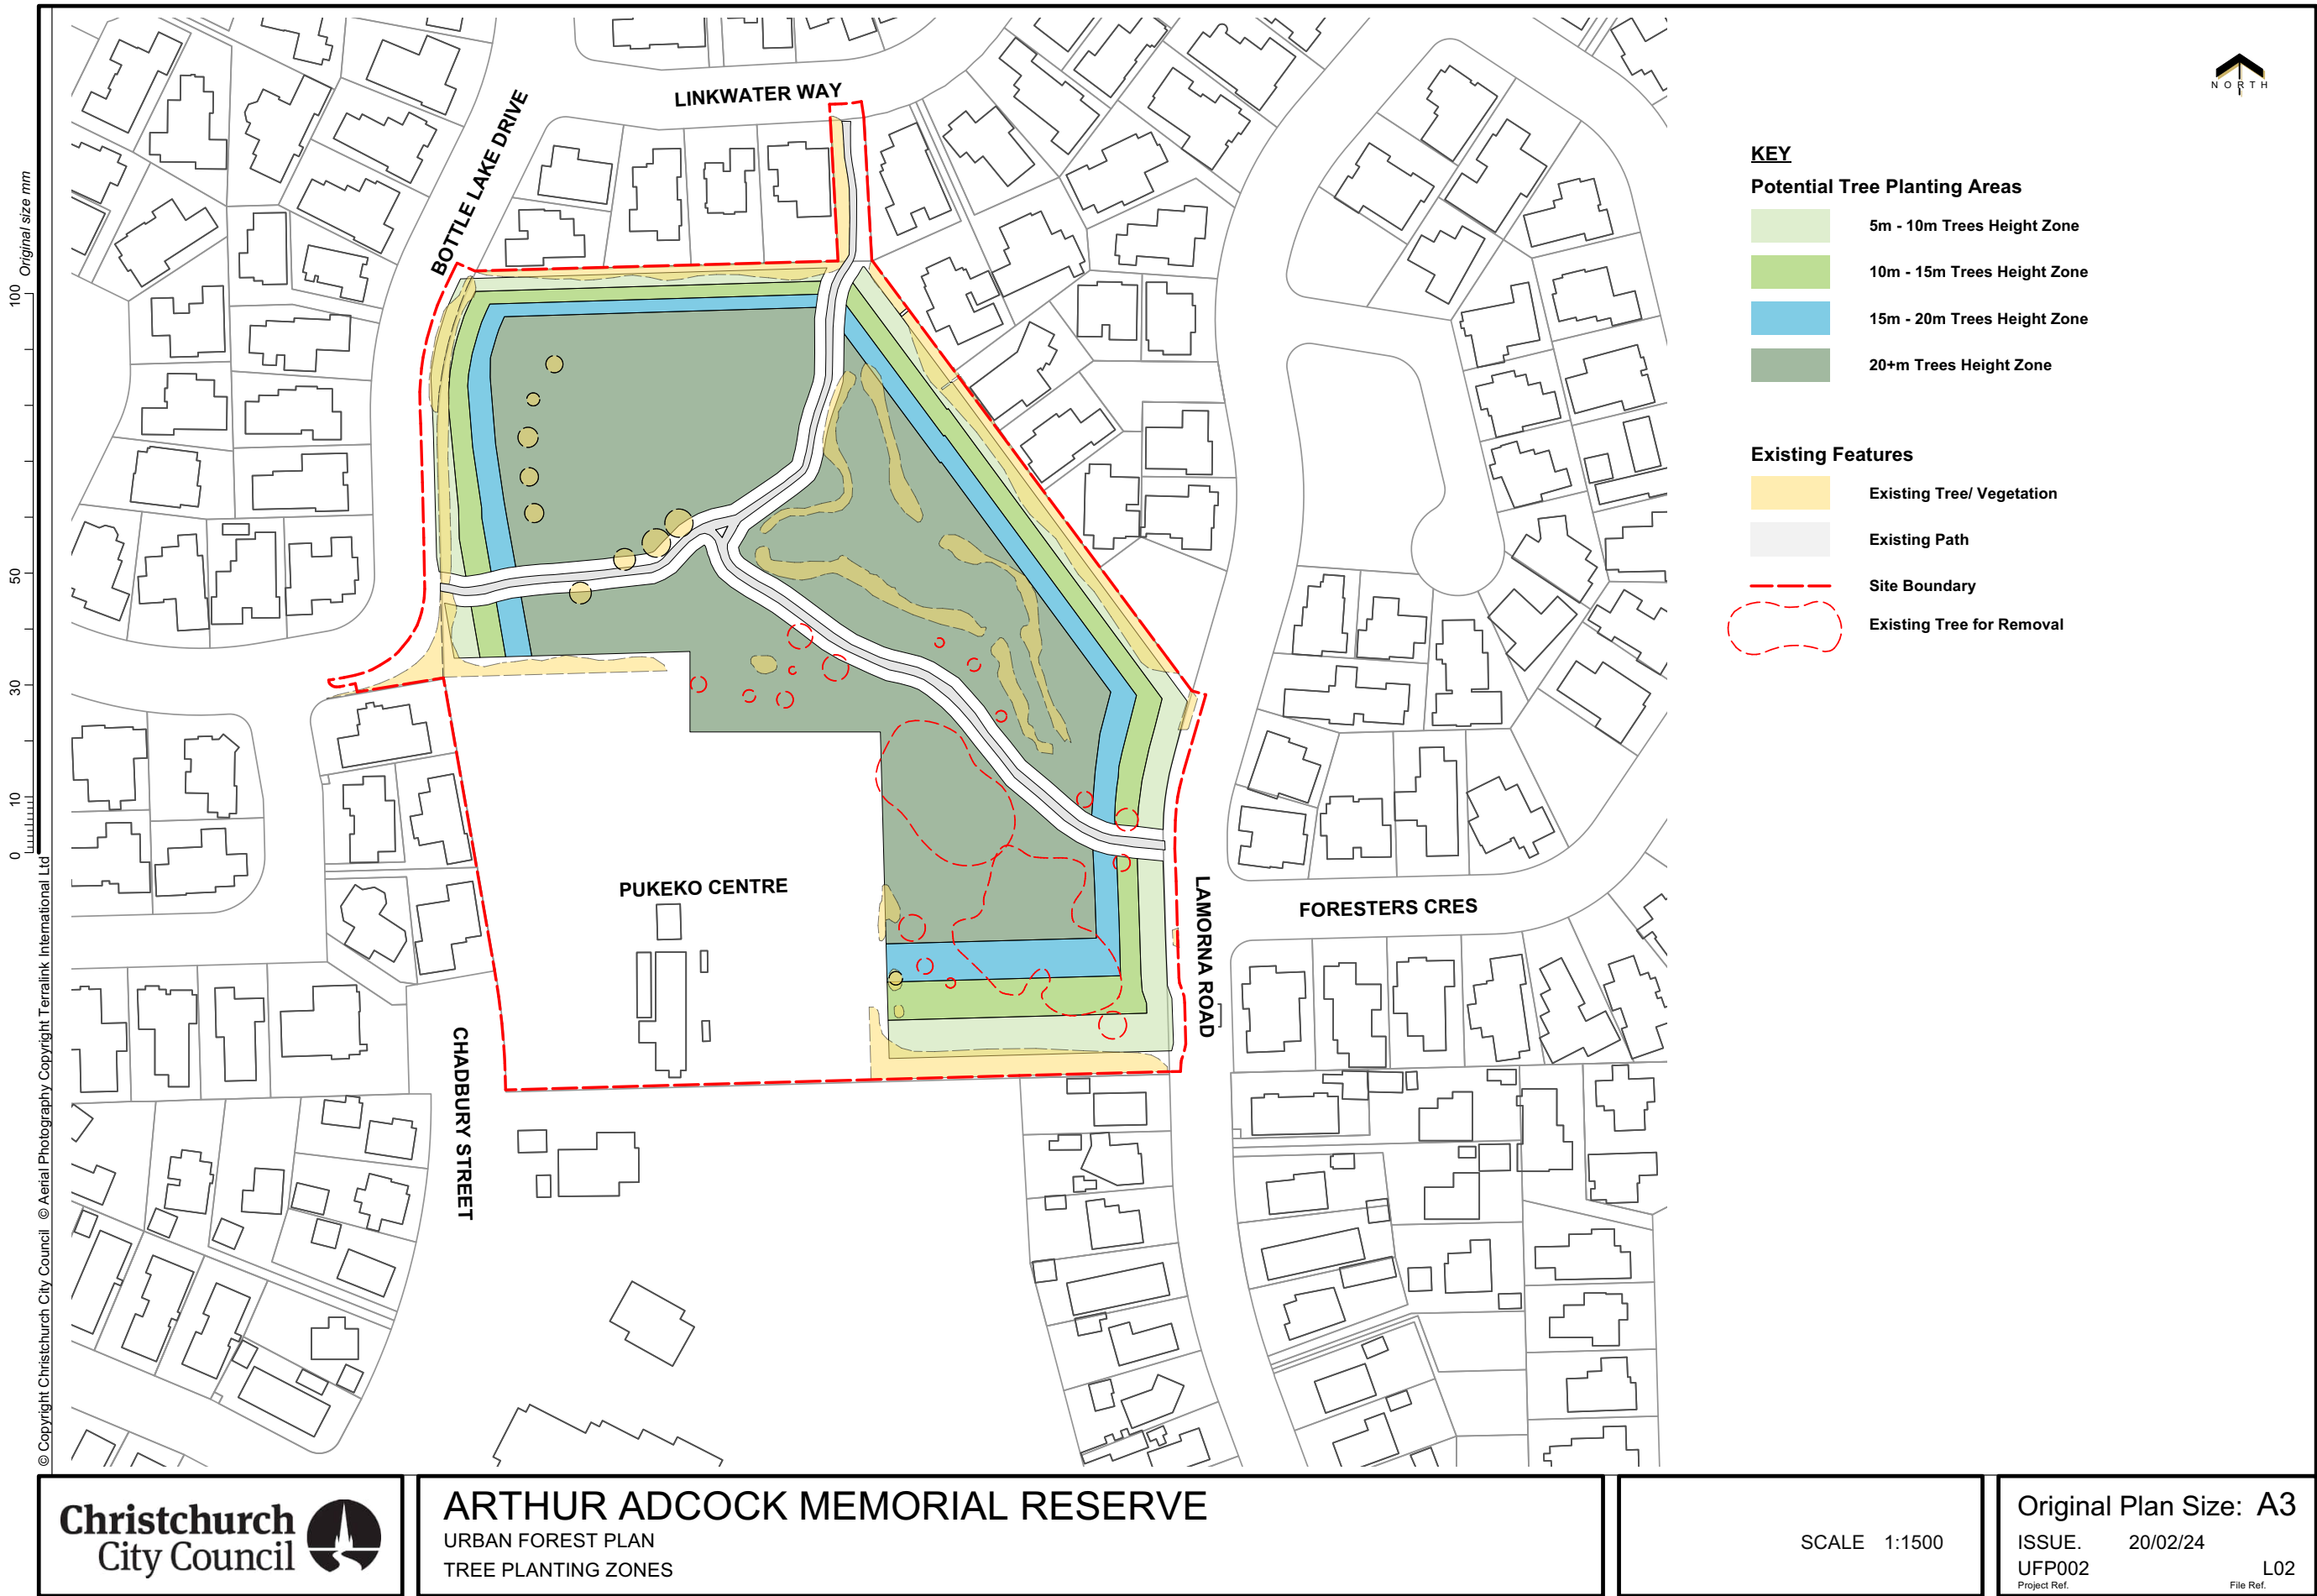 NORTH
KEY
Potential Tree Planting Areas
5m - 10m Trees Height Zone
10m - 15m Trees Height Zone
15m - 20m Trees Height Zone
20+m Trees Height Zone
Existing Features
Existing Tree/ Vegetation
Existing Path
Site Boundary
Existing Tree for Removal
LINKWATER WAY
BOTTLE LAKE DRIVE
PUKEKO CENTRE
FORESTERS CRES
LAMORNA ROAD
CHADBURY STREET
0 10 30 50 100 Original size mm
© Copyright Christchurch City Council © Aerial Photography Copyright Terralink International Ltd
Christchurch
City Council
ARTHUR ADCOCK MEMORIAL RESERVE
URBAN FOREST PLAN
TREE PLANTING ZONES
SCALE 1:1500
Original Plan Size: A3
ISSUE. 20/02/24
UFP002 L02
Project Ref. File Ref.